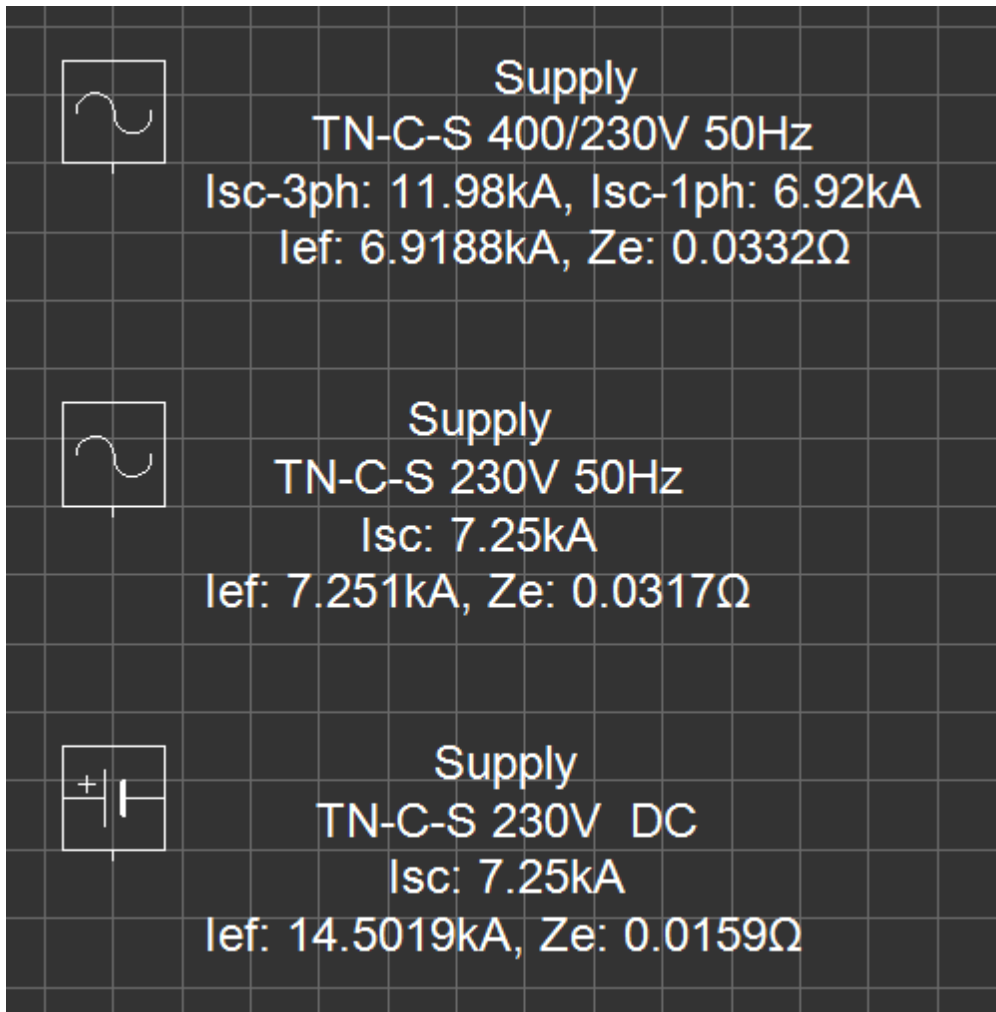 Supply
TN-C-S 400/230V 50Hz
Isc-3ph: 11.98kA, Isc-1ph: 6.92kA
Ief: 6.9188kA, Ze: 0.0332Ω
Supply
TN-C-S 230V 50Hz
Isc: 7.25kA
Ief: 7.251kA, Ze: 0.0317Ω
+
Supply
TN-C-S 230V  DC
Isc: 7.25kA
Ief: 14.5019kA, Ze: 0.0159Ω